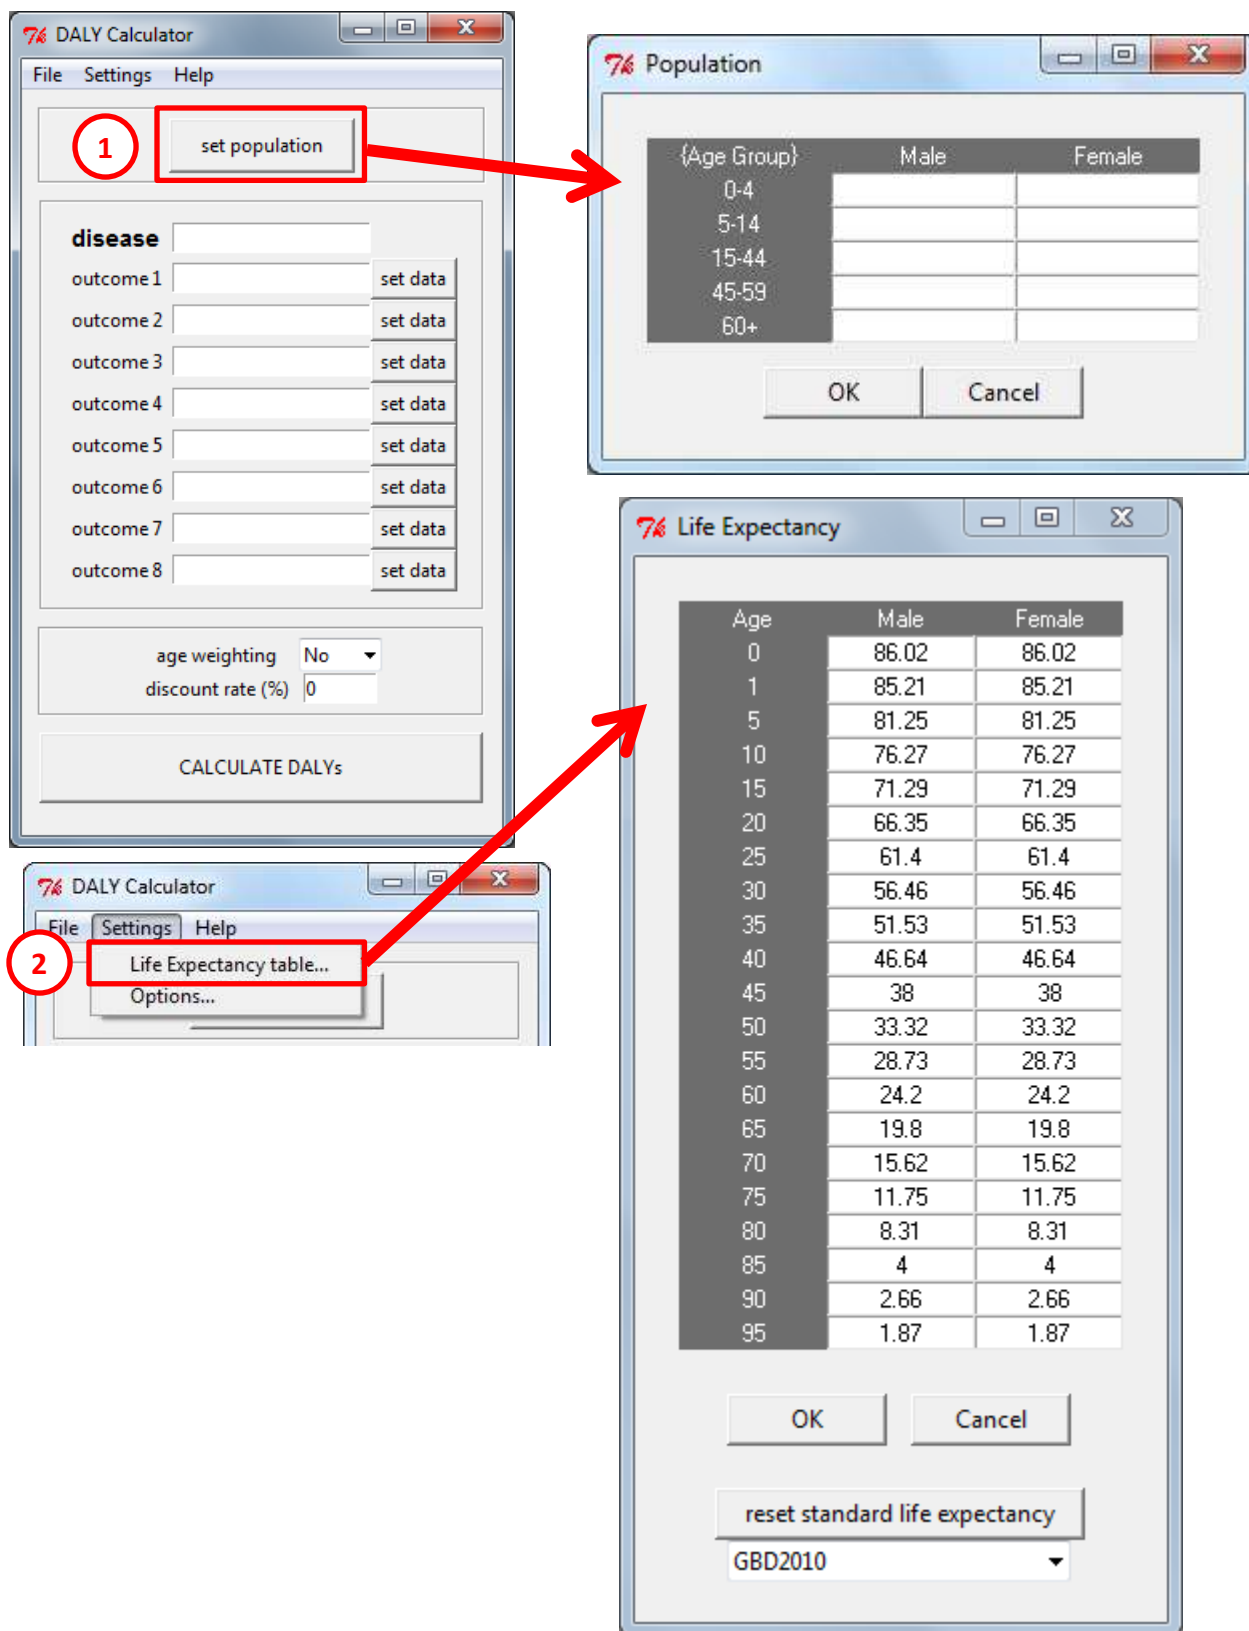 DALY Calculator
File Settings Help
1
set population
disease
outcome 1 set data
outcome 2 set data
outcome 3 set data
outcome 4 set data
outcome 5 set data
outcome 6 set data
outcome 7 set data
outcome 8 set data
age weighting No
discount rate (%) 0
CALCULATE DALYs
Population
{Age Group} Male Female
0-4
5-14
15-44
45-59
60+
OK Cancel
DALY Calculator
File Settings Help
2
Life Expectancy table...
Options...
Life Expectancy
Age Male Female
0 86.02 86.02
1 85.21 85.21
5 81.25 81.25
10 76.27 76.27
15 71.29 71.29
20 66.35 66.35
25 61.4 61.4
30 56.46 56.46
35 51.53 51.53
40 46.64 46.64
45 38 38
50 33.32 33.32
55 28.73 28.73
60 24.2 24.2
65 19.8 19.8
70 15.62 15.62
75 11.75 11.75
80 8.31 8.31
85 4 4
90 2.66 2.66
95 1.87 1.87
OK Cancel
reset standard life expectancy
GBD2010